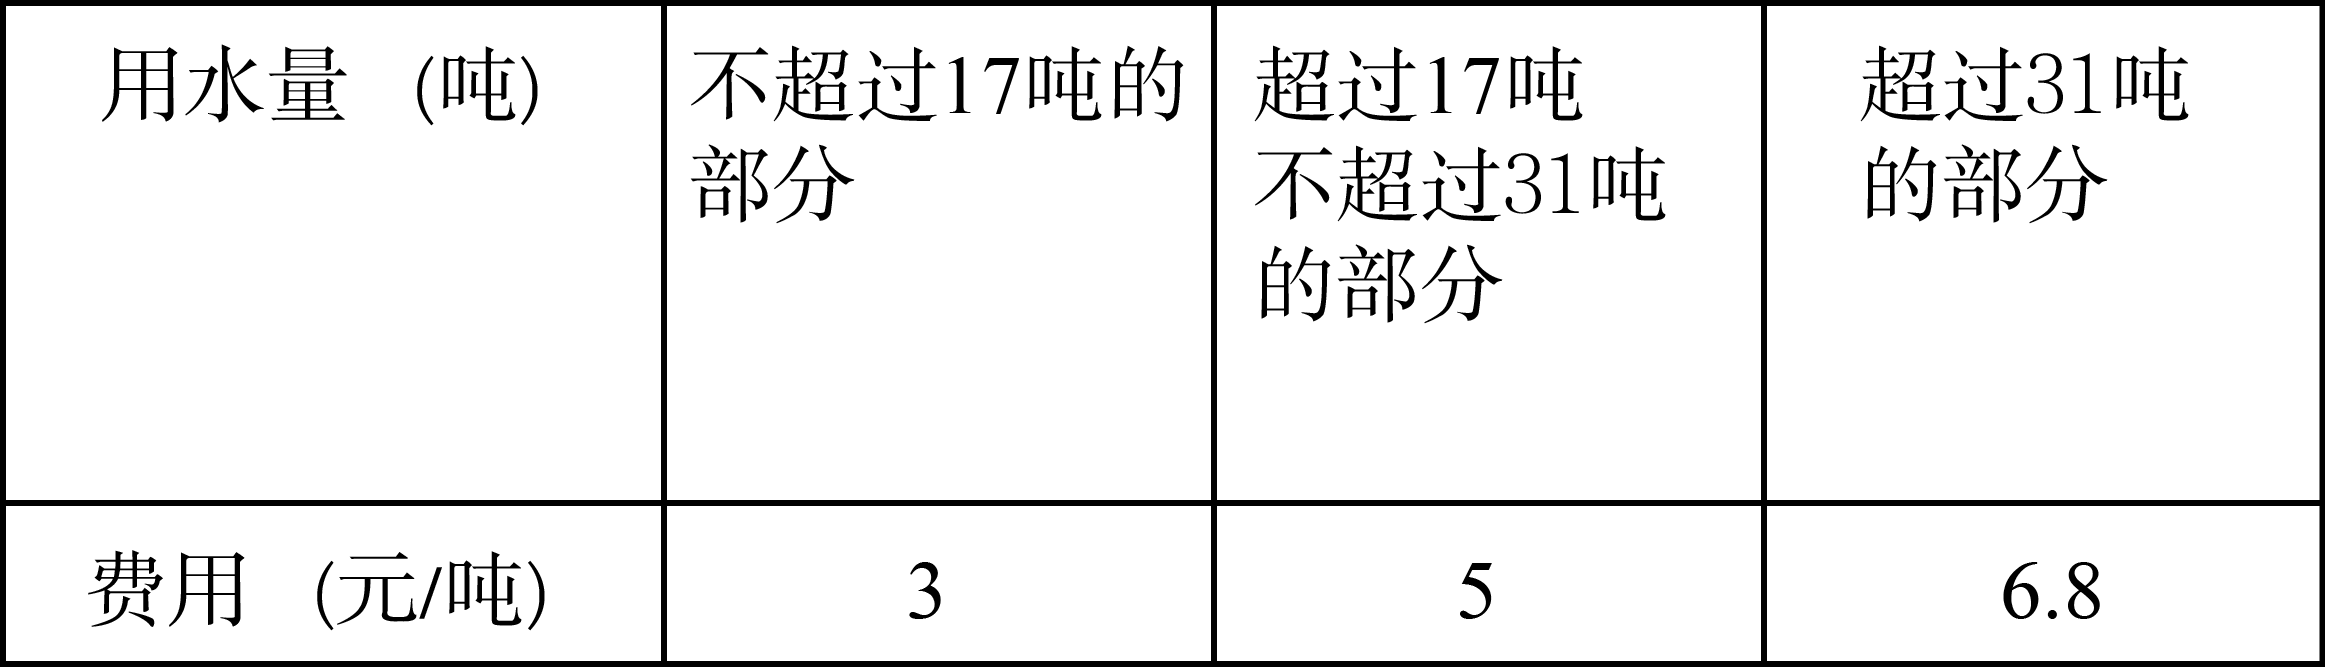 用水量 (吨)
不超过17吨的
部分
超过17吨
不超过31吨
的部分
超过31吨
的部分
费用 (元/吨)
3
5
6.8